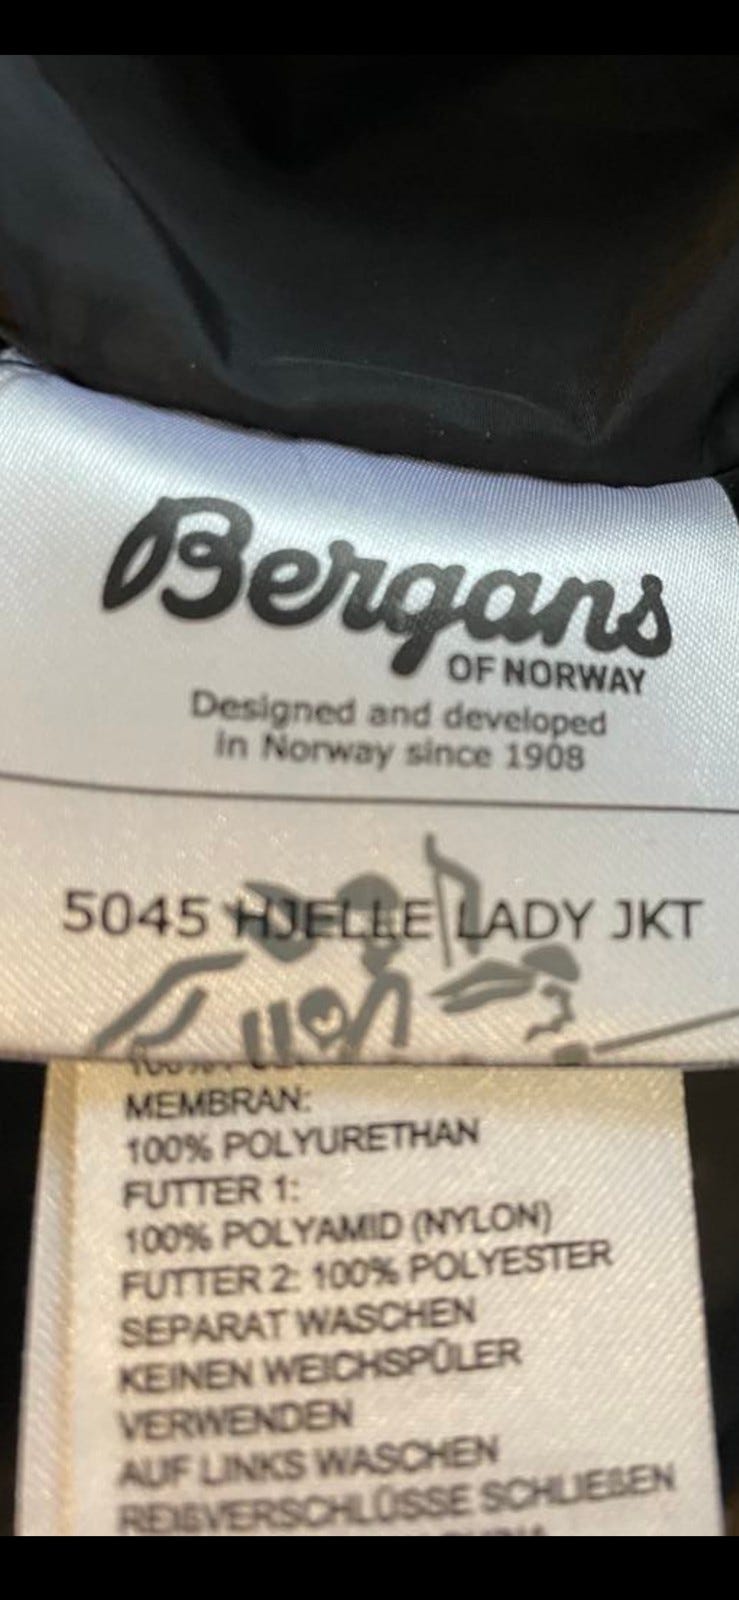 Bergans
OF NORWAY
Designed and developed
in Norway since 1908
5045 HJELLE LADY JKT
100%
MEMBRAN:
100% POLYURETHAN
FUTTER 1:
100% POLYAMID (NYLON)
FUTTER 2: 100% POLYESTER
SEPARAT WASCHEN
KEINEN WEICHSPÜLER
VERWENDEN
AUF LINKS WASCHEN
REIßVERSCHLÜSSE SCHLIEßEN